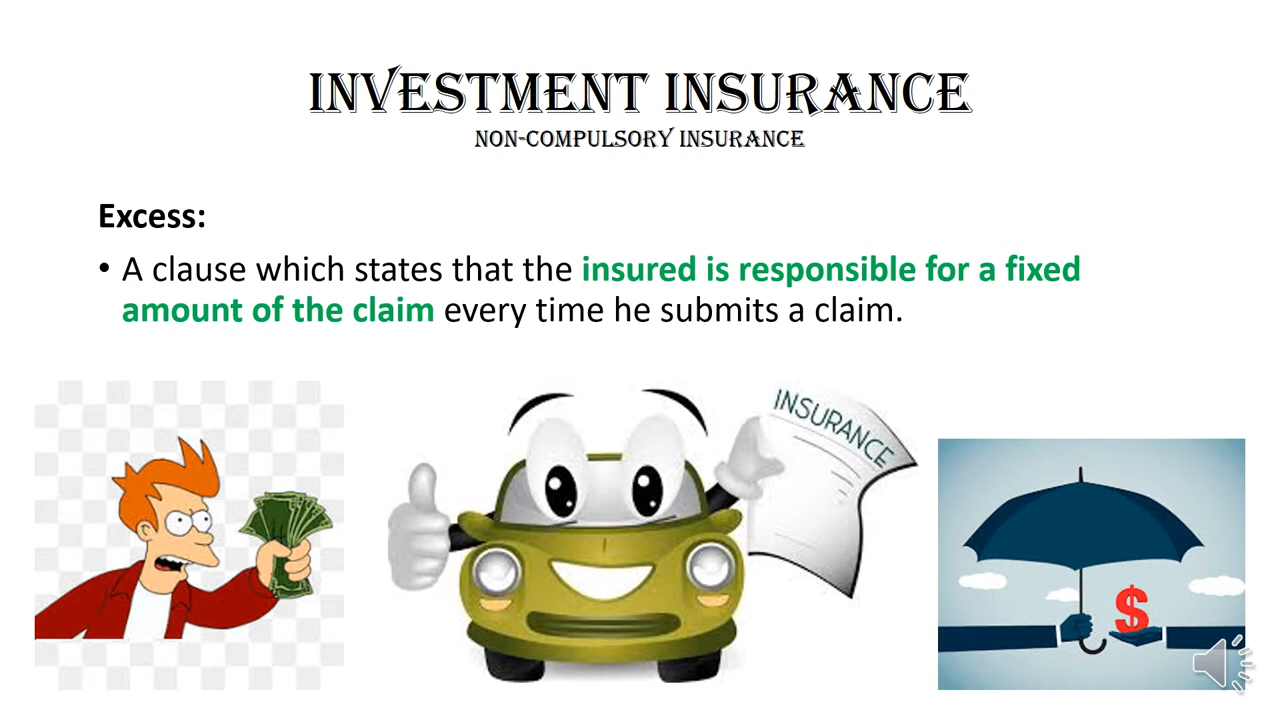 INVESTMENT INSURANCE
NON-COMPULSORY INSURANCE
Excess:
• A clause which states that the insured is responsible for a fixed
amount of the claim every time he submits a claim.
INSURANCE
$